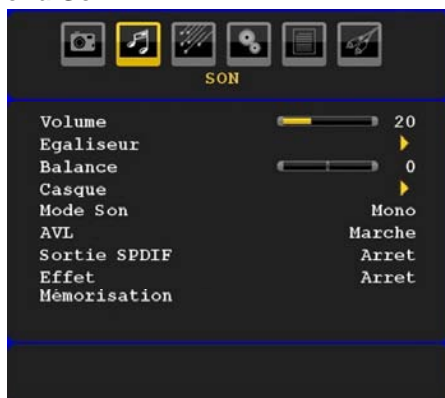 SON
Volume 20
Egaliseur
Balance 0
Casque
Mode Son Mono
AVL Marche
Sortie SPDIF Arret
Effet Arret
Mémorisation